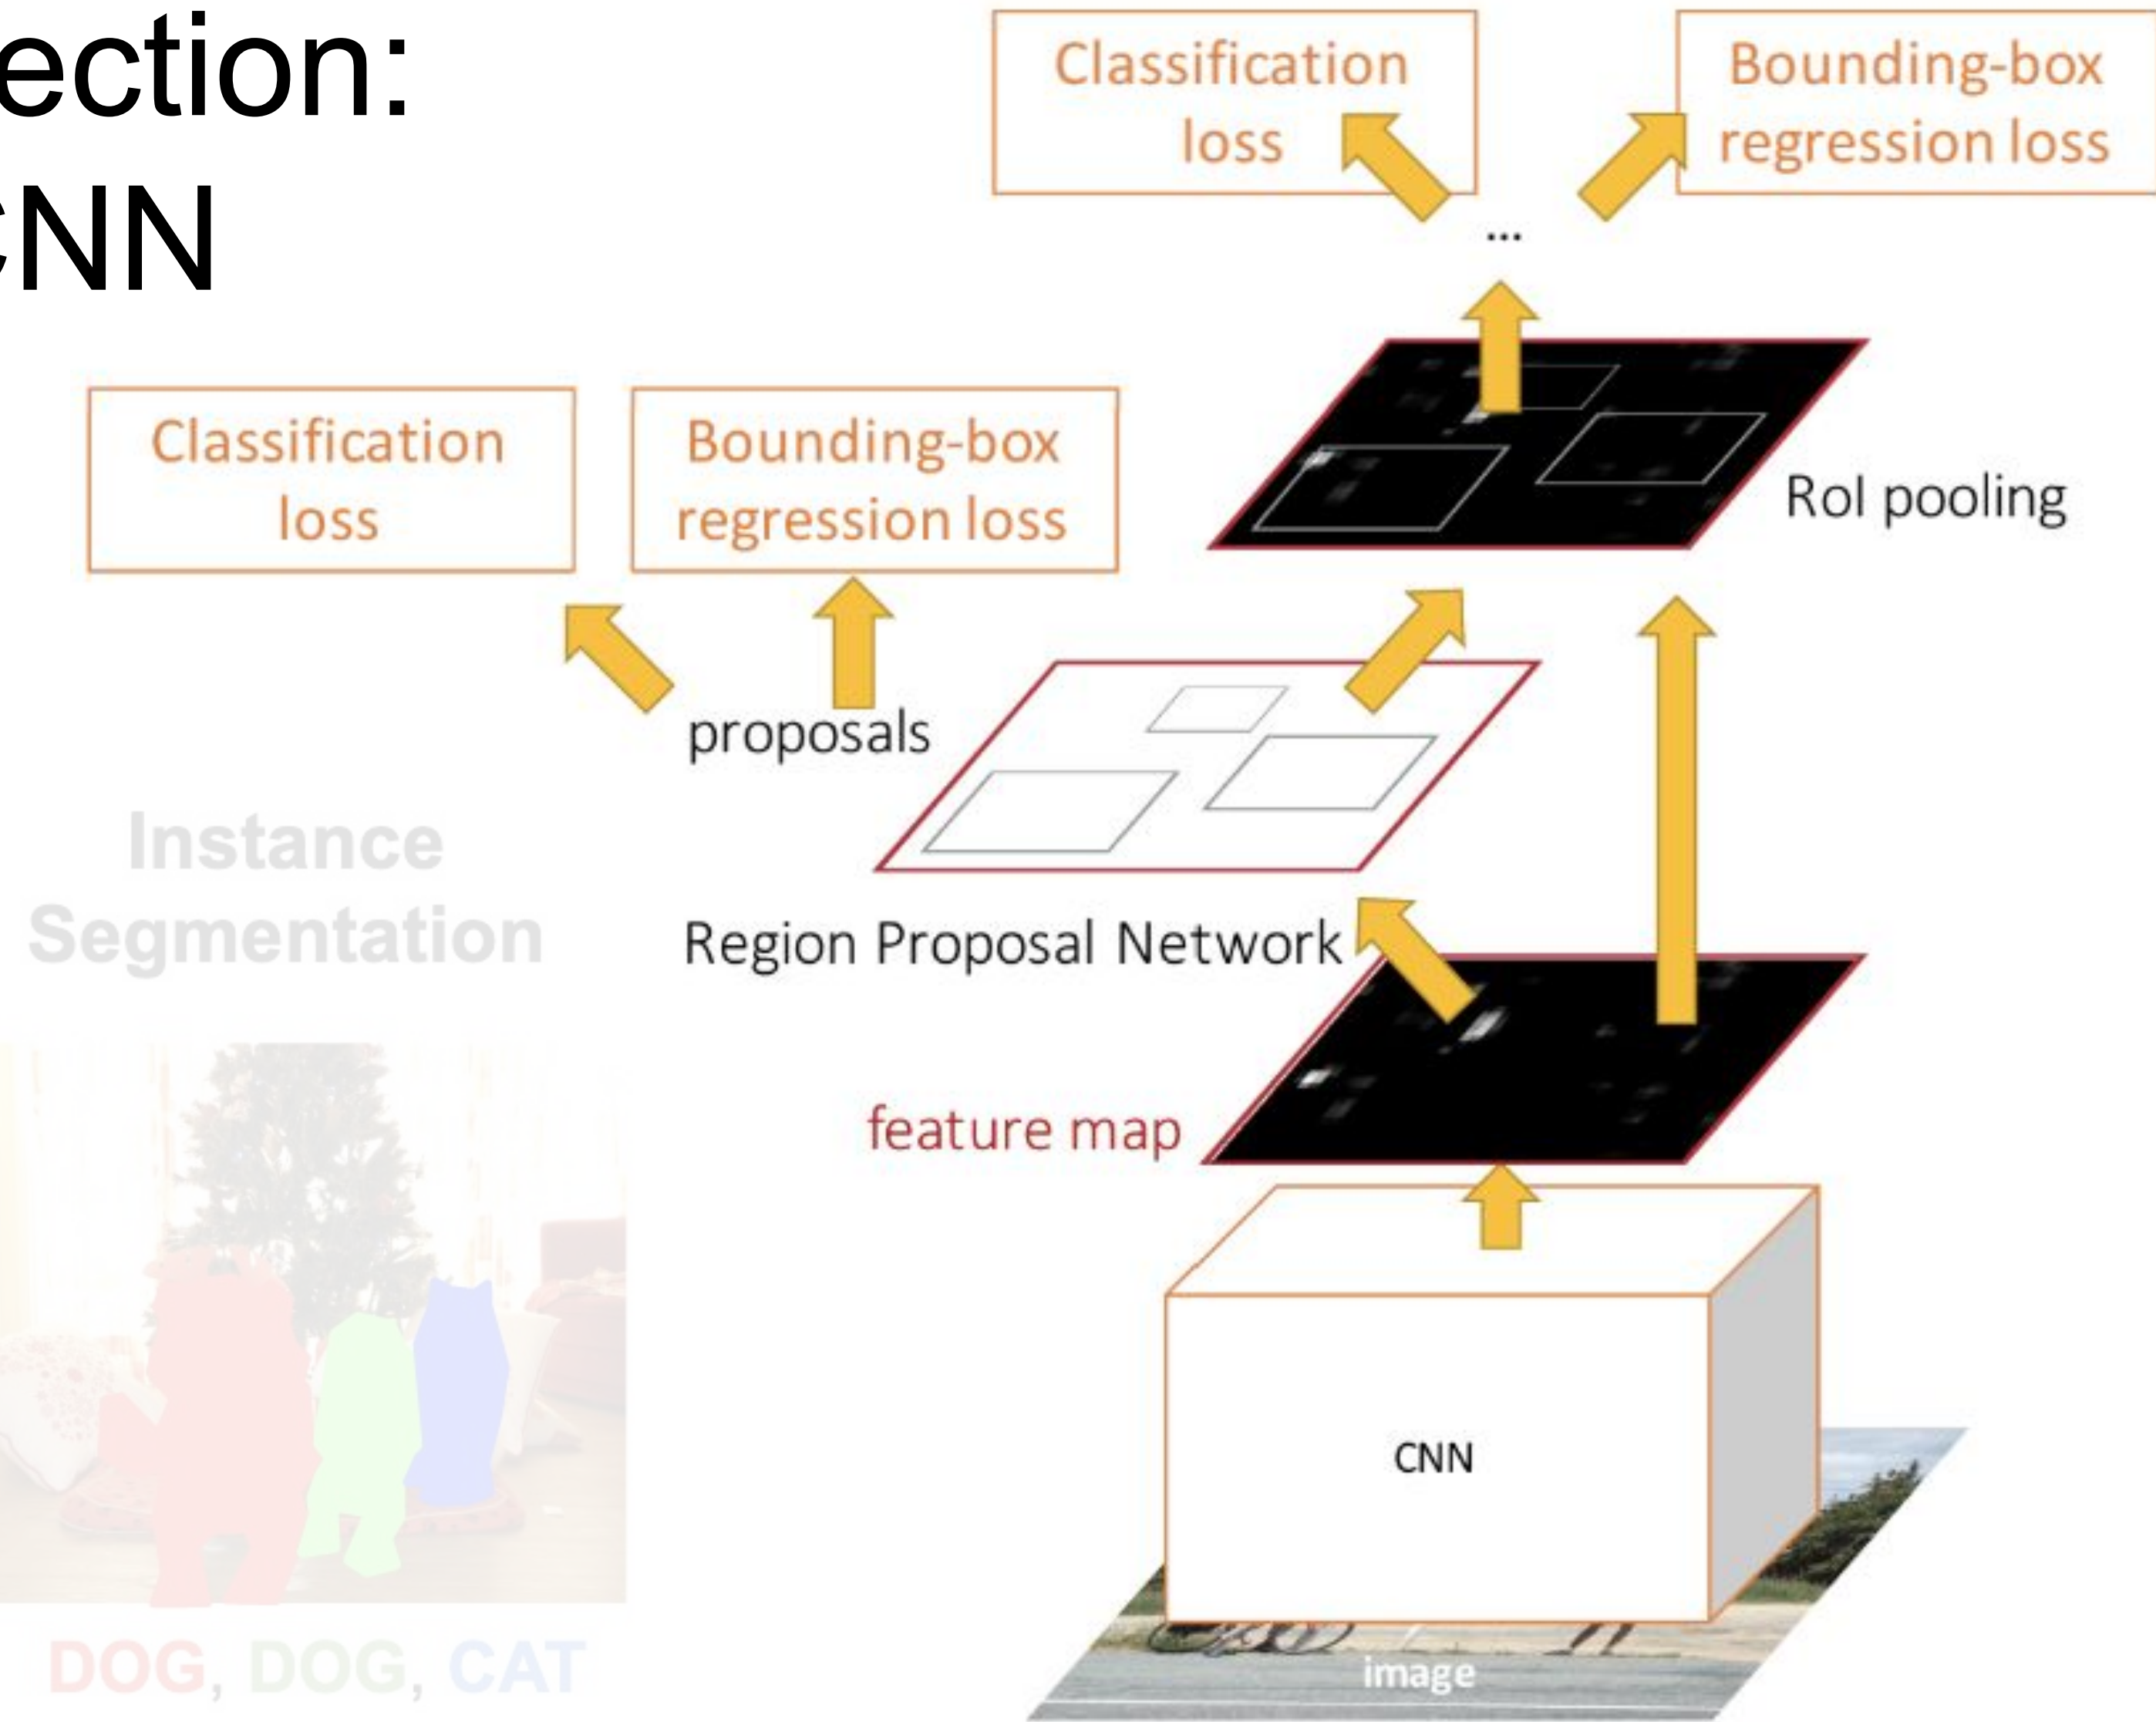 ection:
CNN
Classification
loss
Bounding-box
regression loss
...
Classification
loss
Bounding-box
regression loss
RoI pooling
proposals
Instance
Segmentation
Region Proposal Network
feature map
CNN
image
DOG, DOG, CAT